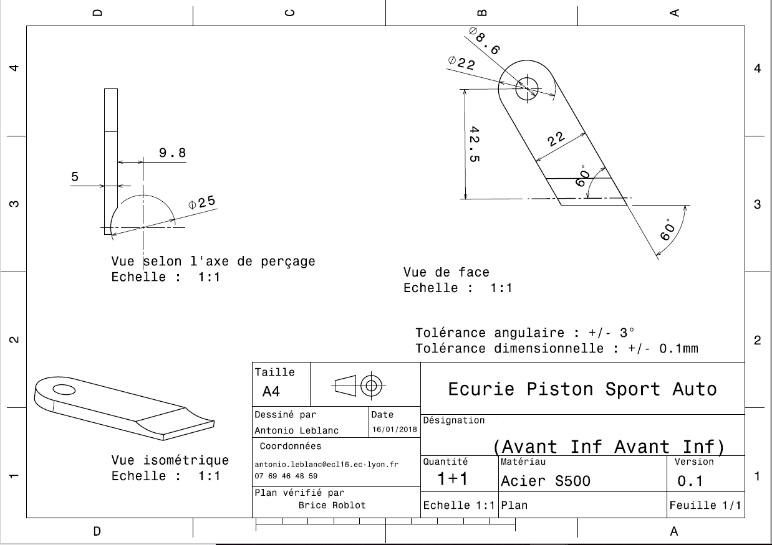 D C B A
4 4
3 3
2 2
1 1
D A
5
9.8
⌀25
Vue selon l'axe de perçage
Echelle : 1:1
⌀8.6
⌀22
42.5
22
60°
60°
Vue de face
Echelle : 1:1
Tolérance angulaire : +/- 3°
Tolérance dimensionnelle : +/- 0.1mm
Vue isométrique
Echelle : 1:1
Taille
A4
Ecurie Piston Sport Auto
Dessiné par
Antonio Leblanc
Date
16/01/2018
Désignation
(Avant Inf Avant Inf)
Coordonnées
antonio.leblanc@ecl16.ec-lyon.fr
07 69 46 46 59
Quantité
1+1
Matériau
Acier S500
Version
0.1
Plan vérifié par
Brice Roblot
Echelle 1:1
Plan
Feuille 1/1